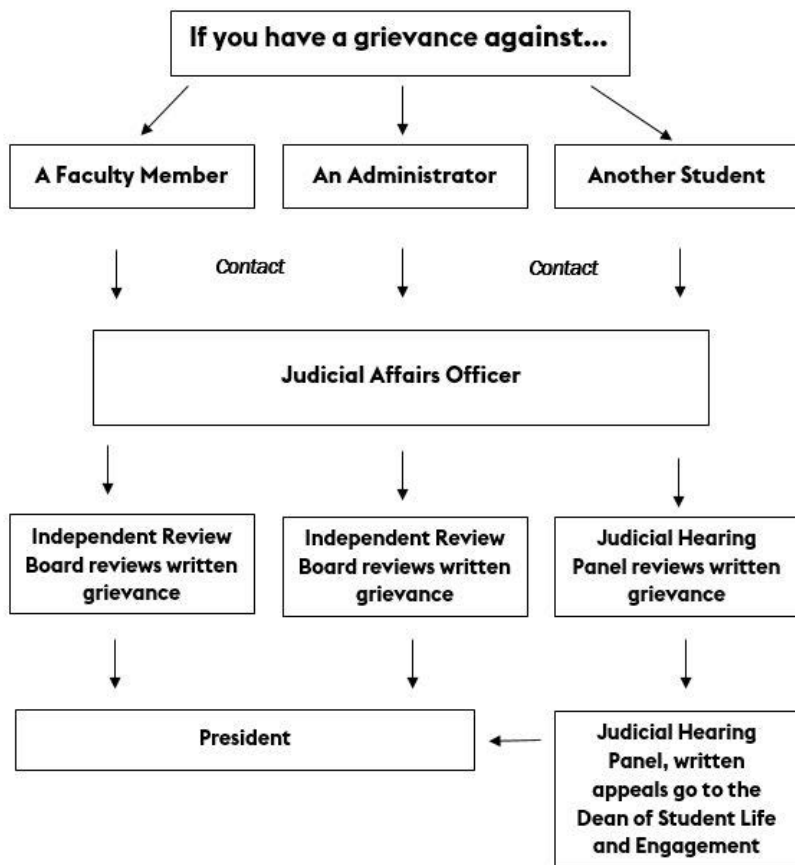 If you have a grievance against...
A Faculty Member
An Administrator
Another Student
Contact
Contact
Judicial Affairs Officer
Independent Review
Board reviews written
grievance
Independent Review
Board reviews written
grievance
Judicial Hearing
Panel reviews written
grievance
President
Judicial Hearing
Panel, written
appeals go to the
Dean of Student Life
and Engagement